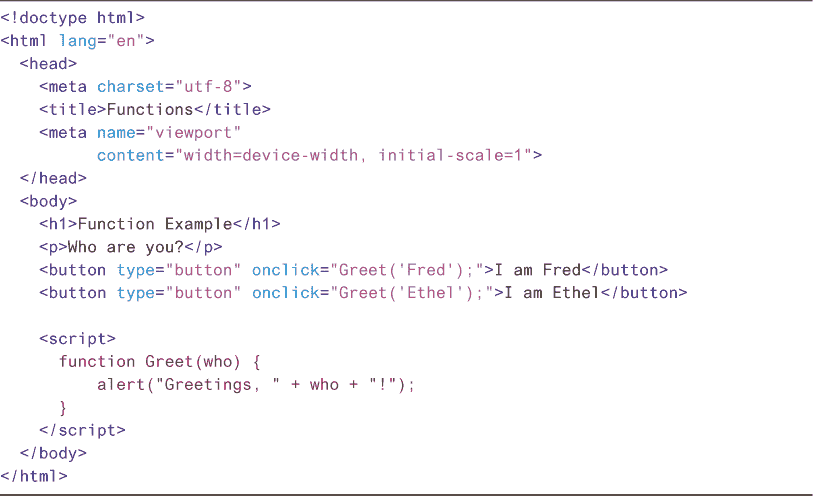 <!doctype html>
<html lang="en">
  <head>
    <meta charset="utf-8">
    <title>Functions</title>
    <meta name="viewport"
          content="width=device-width, initial-scale=1">
  </head>
  <body>
    <h1>Function Example</h1>
    <p>Who are you?</p>
    <button type="button" onclick="Greet('Fred');">I am Fred</button>
    <button type="button" onclick="Greet('Ethel');">I am Ethel</button>

    <script>
      function Greet(who) {
          alert("Greetings, " + who + "!");
      }
    </script>
  </body>
</html>